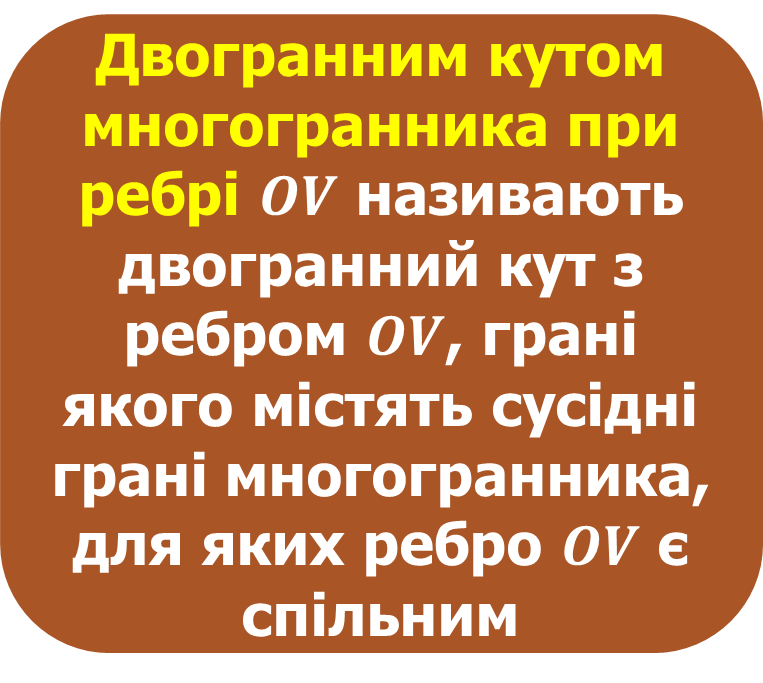 Двогранним кутом
многогранника при
ребрі OV називають
двогранний кут з
ребром OV, грані
якого містять сусідні
грані многогранника,
для яких ребро OV є
спільним